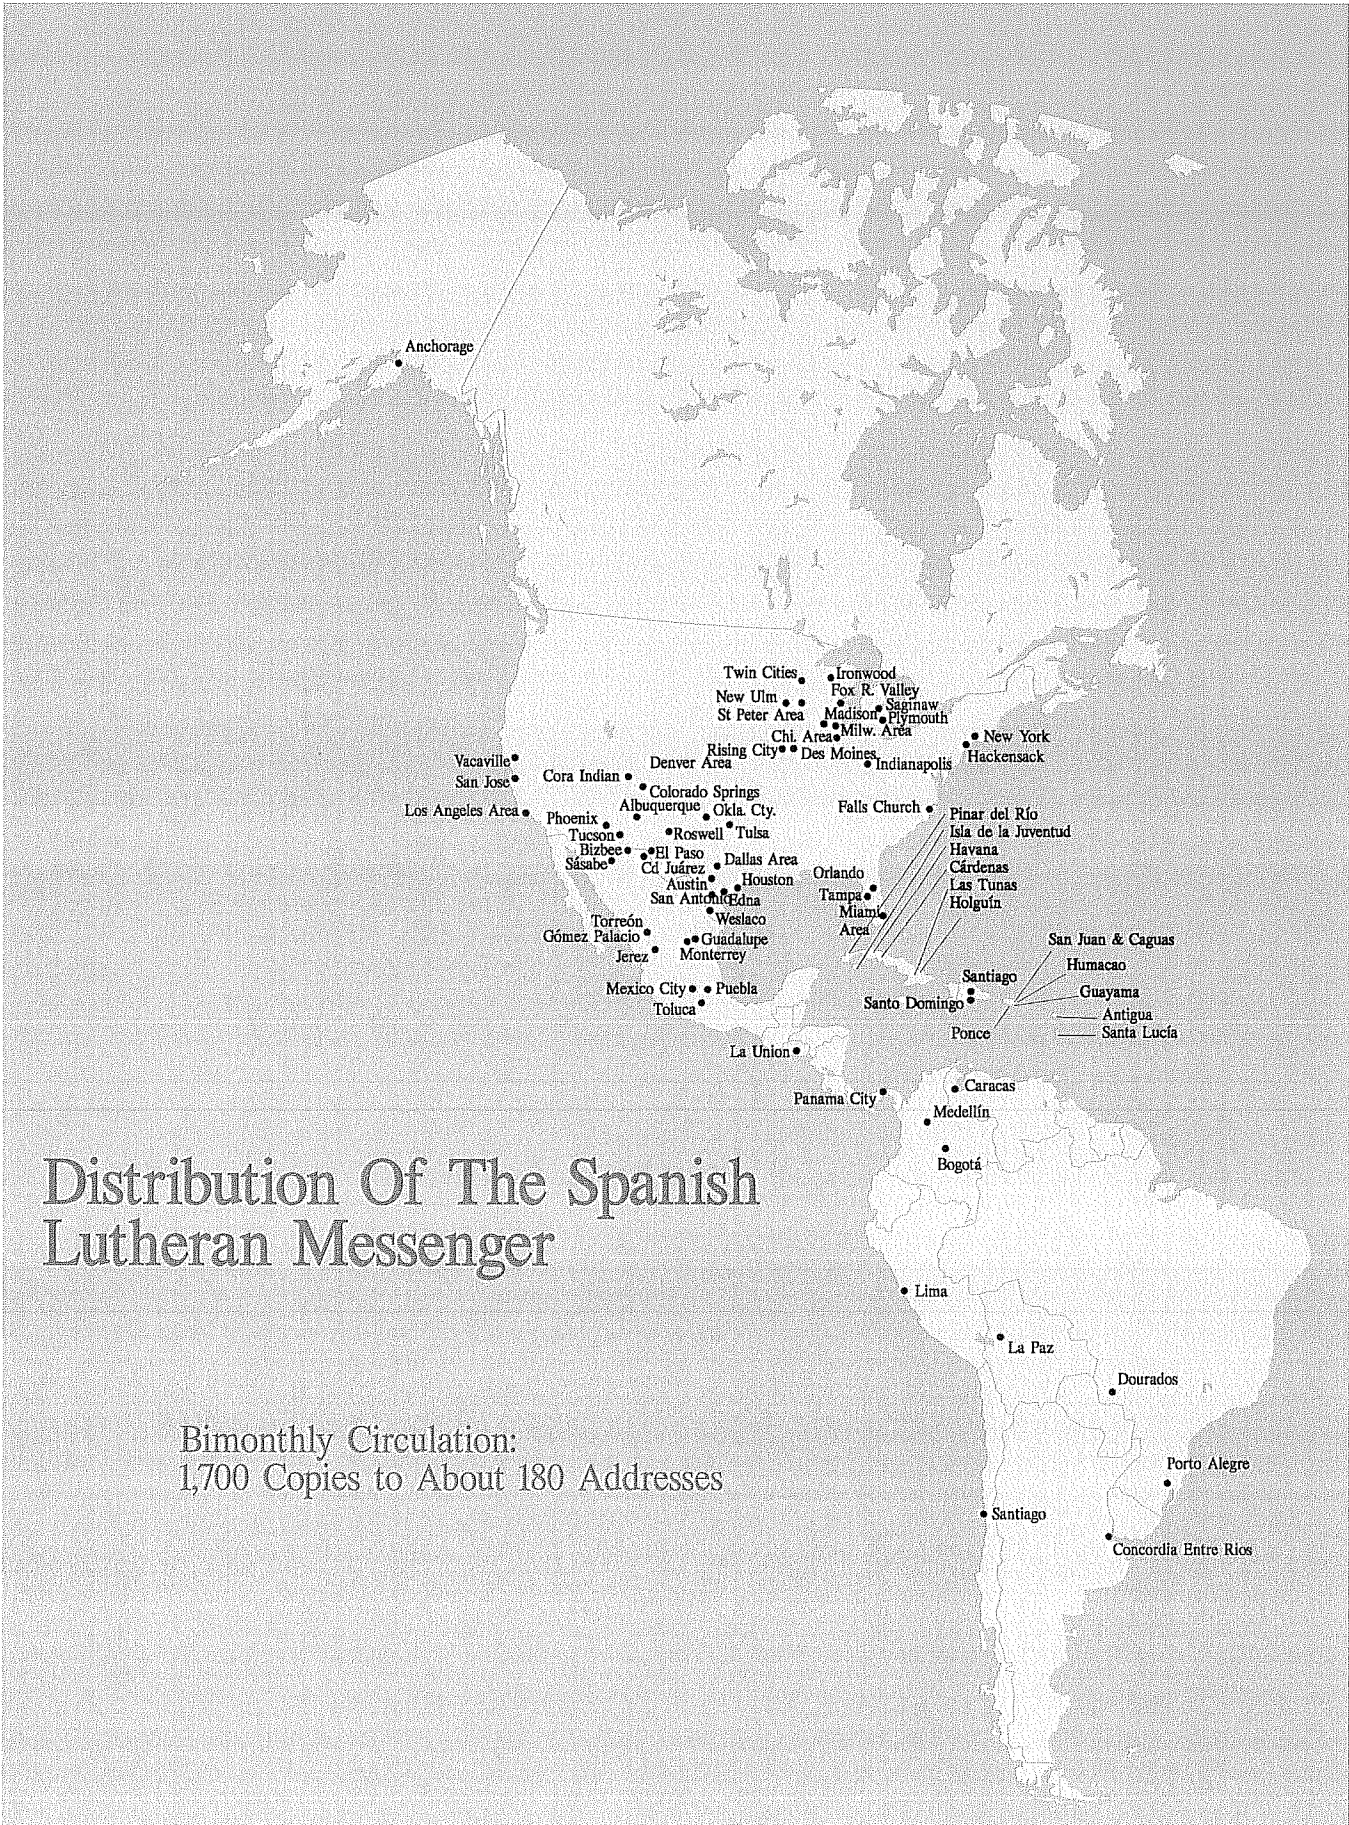 Anchorage
Twin Cities
Ironwood
Fox R. Valley
New Ulm
Saginaw
St Peter Area
Madison
Plymouth
Milw. Area
Chi. Area
New York
Rising City
Des Moines
Hackensack
Vacaville
Denver Area
Indianapolis
San Jose
Cora Indian
Colorado Springs
Los Angeles Area
Albuquerque
Okla. Cty.
Falls Church
Phoenix
Pinar del Río
Tucson
Roswell
Tulsa
Isla de la Juventud
Bizbee
El Paso
Havana
Sásabe
Cd Juárez
Dallas Area
Cárdenas
Orlando
Austin
Houston
Las Tunas
San Antonio
Edna
Tampa
Holguín
Miami
Area
Weslaco
Torreón
Gómez Palacio
Guadalupe
San Juan & Caguas
Jerez
Monterrey
Humacao
Santiago
Mexico City
Puebla
Guayama
Santo Domingo
Toluca
Antigua
Ponce
Santa Lucía
La Union
Caracas
Panama City
Medellín
Bogotá
Distribution Of The Spanish
Lutheran Messenger
Lima
La Paz
Dourados
Bimonthly Circulation:
1,700 Copies to About 180 Addresses
Porto Alegre
Santiago
Concordia Entre Rios